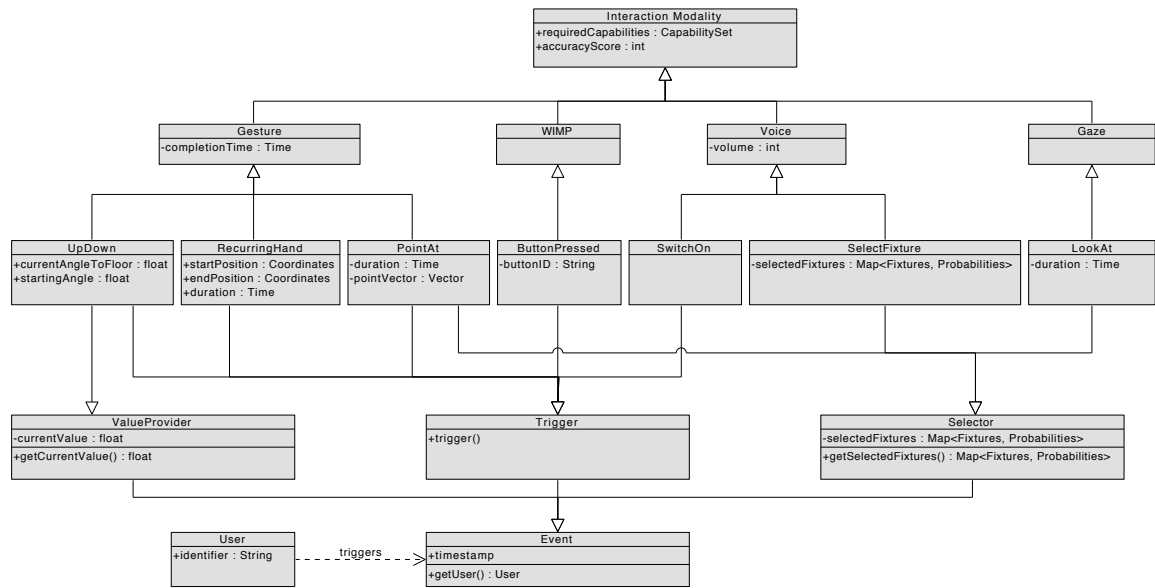 Interaction Modality
+requiredCapabilities : CapabilitySet
+accuracyScore : int
Gesture
-completionTime : Time
WIMP
Voice
-volume : int
Gaze
UpDown
+currentAngleToFloor : float
+startingAngle : float
RecurringHand
+startPosition : Coordinates
+endPosition : Coordinates
+duration : Time
PointAt
-duration : Time
-pointVector : Vector
ButtonPressed
-buttonID : String
SwitchOn
SelectFixture
-selectedFixtures : Map<Fixtures, Probabilities>
LookAt
-duration : Time
ValueProvider
-currentValue : float
+getCurrentValue() : float
Trigger
+trigger()
Selector
-selectedFixtures : Map<Fixtures, Probabilities>
+getSelectedFixtures() : Map<Fixtures, Probabilities>
User
+identifier : String
triggers
Event
+timestamp
+getUser() : User